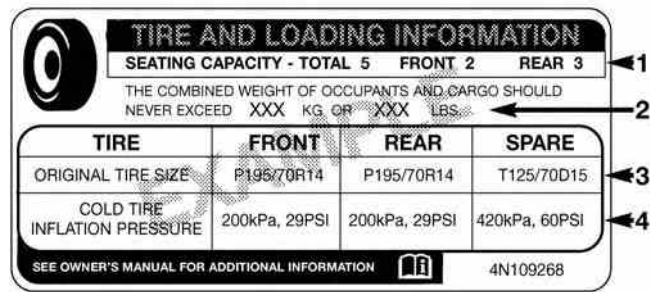 TIRE AND LOADING INFORMATION
SEATING CAPACITY - TOTAL 5 FRONT 2 REAR 3
1
THE COMBINED WEIGHT OF OCCUPANTS AND CARGO SHOULD
NEVER EXCEED XXX KG OR XXX LBS.
2
TIRE FRONT REAR SPARE
ORIGINAL TIRE SIZE P195/70R14 P195/70R14 T125/70D15
3
COLD TIRE
INFLATION PRESSURE 200kPa, 29PSI 200kPa, 29PSI 420kPa, 60PSI
4
SEE OWNER'S MANUAL FOR ADDITIONAL INFORMATION 4N109268
EXAMPLE